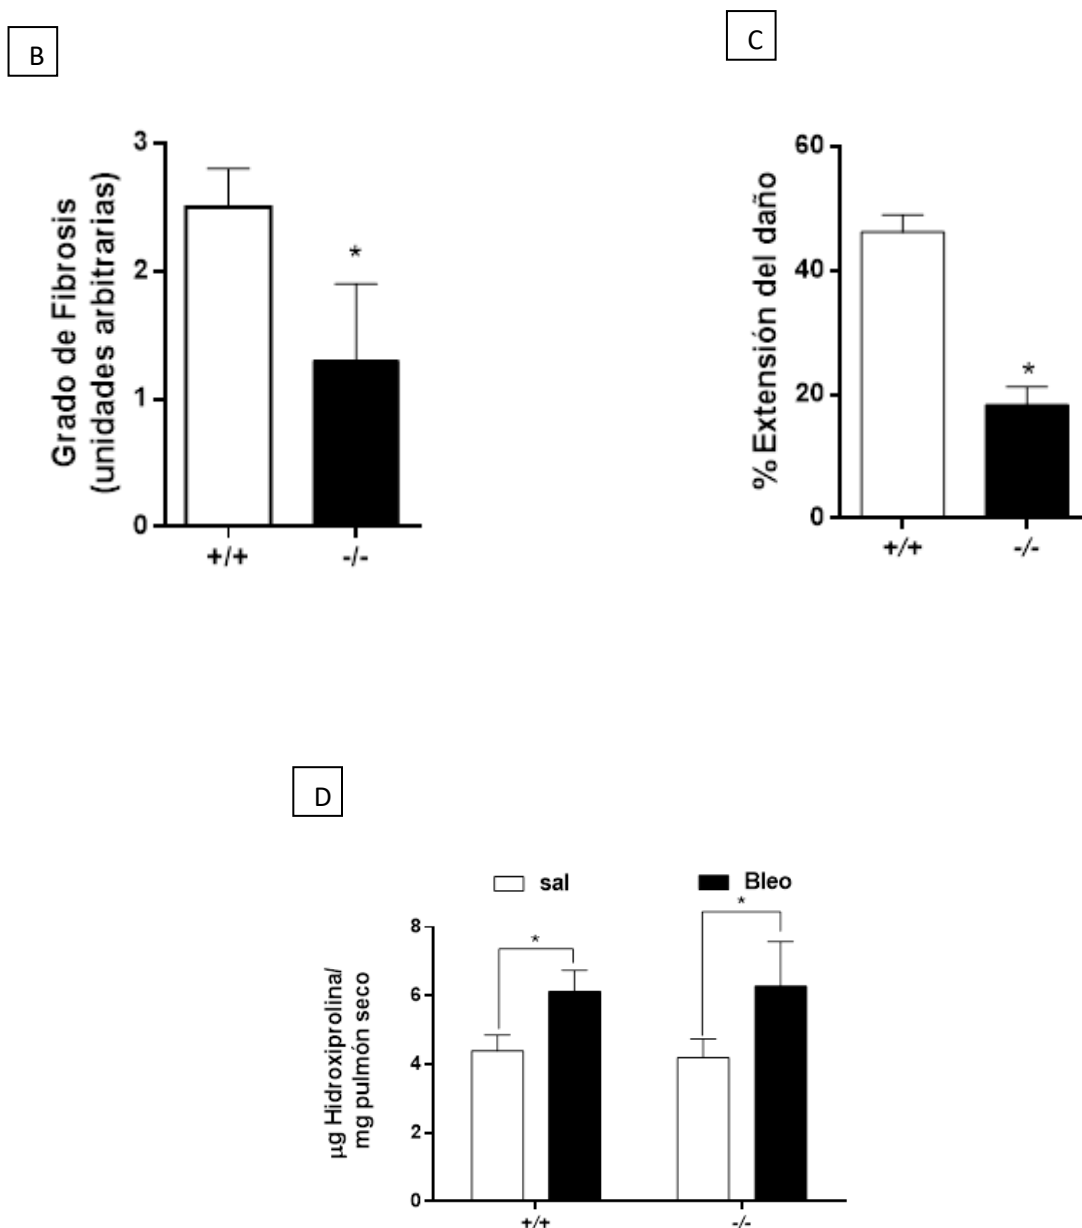 B
C
Grado de Fibrosis
(unidades arbitrarias)
3
2
1
0
*
+/+
-/-
% Extensión del daño
60
40
20
0
*
+/+
-/-
D
sal
Bleo
µg Hidroxiprolina/
mg pulmón seco
8
6
4
2
0
*
*
+/+
-/-